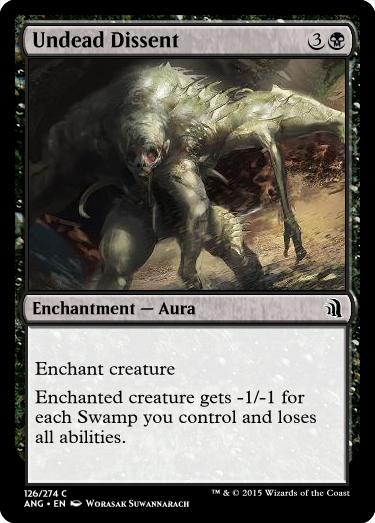 Undead Dissent 3
Enchantment — Aura
Enchant creature
Enchanted creature gets -1/-1 for
each Swamp you control and loses
all abilities.
126/274 C
ANG • EN Worasak Suwannarach
™ & © 2015 Wizards of the Coast